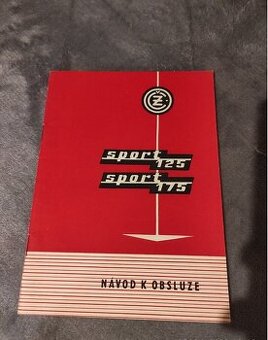 ČZ
sport 125
sport 175
NÁVOD K OBSLUZE